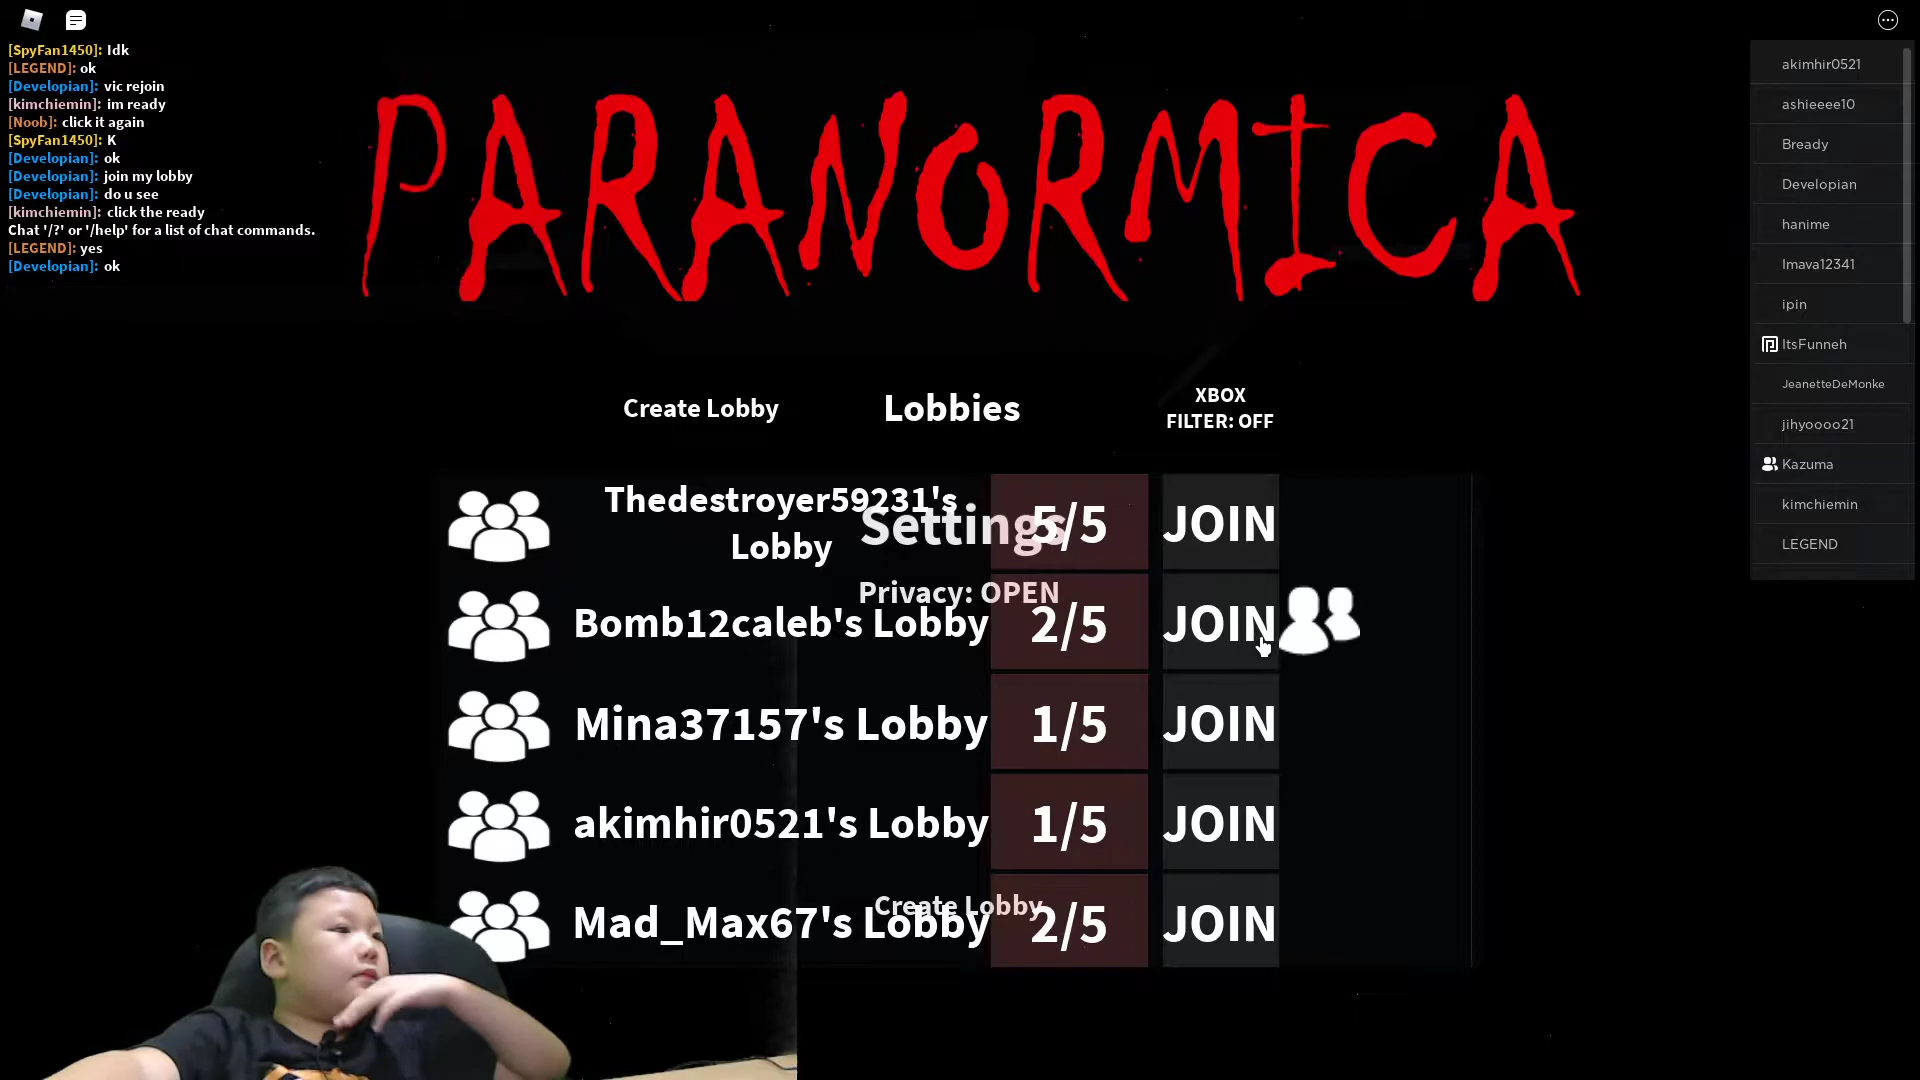 [SpyFan1450]: Idk
[LEGEND]: ok
[Developian]: vic rejoin
[kimchiemin]: im ready
[Noob]: click it again
[SpyFan1450]: K
[Developian]: ok
[Developian]: join my lobby
[Developian]: do u see
[kimchiemin]: click the ready
Chat '/?' or '/help' for a list of chat commands.
[LEGEND]: yes
[Developian]: ok
PARANORMICA
akimhir0521
ashieeee10
Bready
Developian
hanime
Imava12341
ipin
ItsFunneh
JeanetteDeMonke
jihyoooo21
Kazuma
kimchiemin
LEGEND
Create Lobby
Lobbies
XBOX
FILTER: OFF
Thedestroyer59231's
Lobby
5/5
JOIN
Settings
Privacy: OPEN
Bomb12caleb's Lobby
2/5
JOIN
Mina37157's Lobby
1/5
JOIN
akimhir0521's Lobby
1/5
JOIN
Create Lobby
Mad_Max67's Lobby
2/5
JOIN